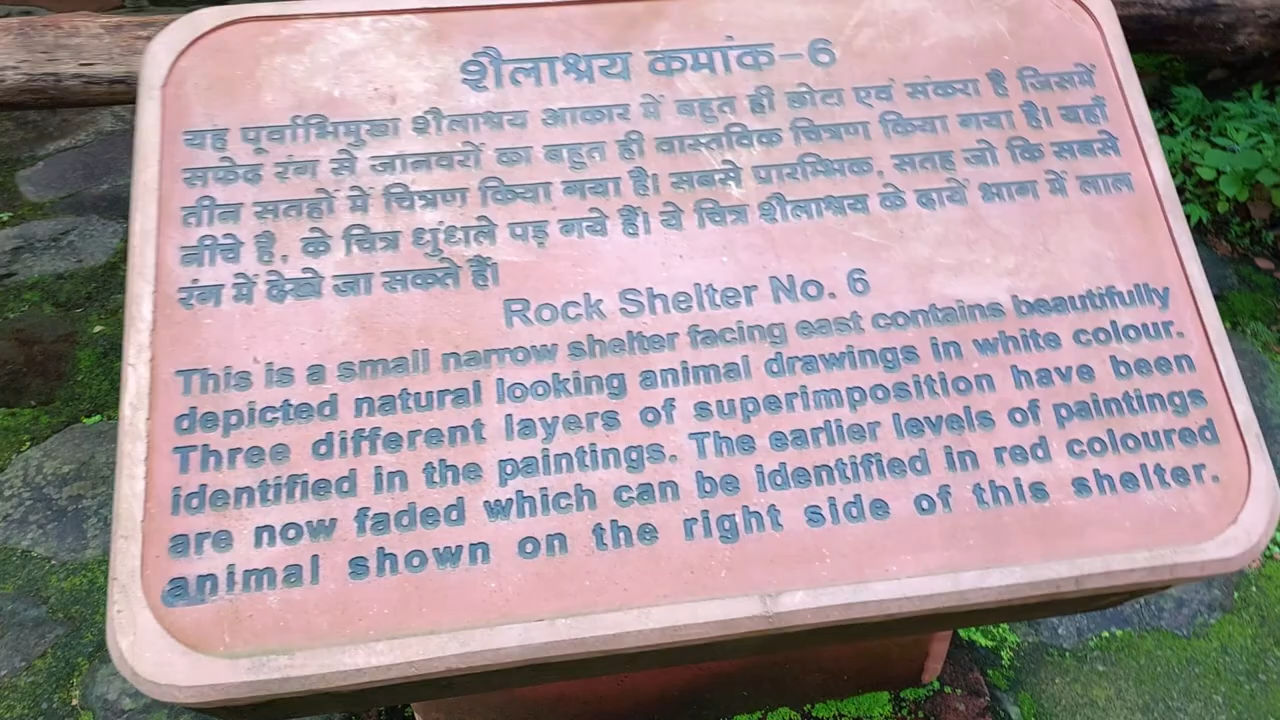 शैलाश्रय कमांक-6
यह पूर्वाभिमुखा शैलाश्रय आकार में बहुत ही छोटा एवं संकरा है जिसमें
सफेद रंग से जानवरों का बहुत ही वास्तविक चित्रण किया गया है। यहाँ
तीन सतहों में चित्रण किया गया है। सबसे प्रारम्भिक, सतह जो कि सबसे
नीचे है, के चित्र धुंधले पड़ गये हैं। ये चित्र शैलाश्रय के दायें भाग में लाल
रंग में देखे जा सकते हैं।
Rock Shelter No. 6
This is a small narrow shelter facing east contains beautifully
depicted natural looking animal drawings in white colour.
Three different layers of superimposition have been
identified in the paintings. The earlier levels of paintings
are now faded which can be identified in red coloured
animal shown on the right side of this shelter.